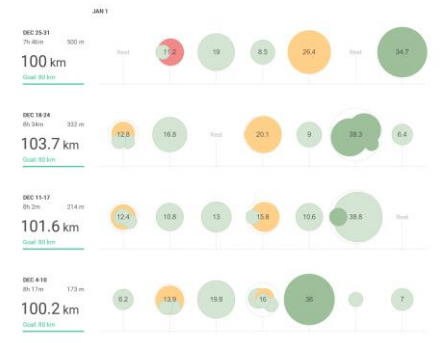 JAN 1
DEC 25-31
7h 46m 500 m
100 km
Goal: 80 km
Rest 11.2 19 8.5 26.4 Rest 34.7
DEC 18-24
8h 34m 332 m
103.7 km
Goal: 80 km
12.8 16.8 Rest 20.1 9 38.3 6.4
DEC 11-17
8h 2m 214 m
101.6 km
Goal: 80 km
12.4 10.8 13 15.8 10.6 38.8 Rest
DEC 4-10
8h 17m 173 m
100.2 km
Goal: 80 km
6.2 13.9 19.8 16 36 7